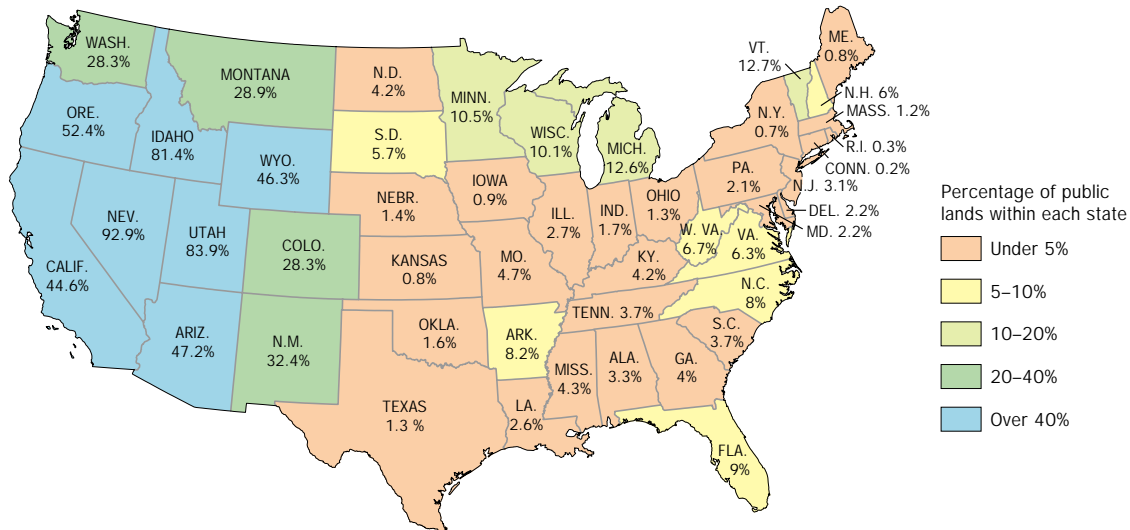 WASH.
28.3%
MONTANA
28.9%
N.D.
4.2%
MINN.
10.5%
VT.
12.7%
ME.
0.8%
N.H. 6%
MASS. 1.2%
ORE.
52.4%
IDAHO
81.4%
WYO.
46.3%
S.D.
5.7%
WISC.
10.1%
MICH.
12.6%
N.Y.
0.7%
R.I. 0.3%
CONN. 0.2%
N.J. 3.1%
PA.
2.1%
DEL. 2.2%
MD. 2.2%
NEV.
92.9%
UTAH
83.9%
COLO.
28.3%
NEBR.
1.4%
IOWA
0.9%
ILL.
2.7%
IND.
1.7%
OHIO
1.3%
W. VA.
6.7%
VA.
6.3%
CALIF.
44.6%
KANSAS
0.8%
MO.
4.7%
KY.
4.2%
N.C.
8%
ARIZ.
47.2%
N.M.
32.4%
OKLA.
1.6%
ARK.
8.2%
TENN. 3.7%
S.C.
3.7%
TEXAS
1.3 %
LA.
2.6%
MISS.
4.3%
ALA.
3.3%
GA.
4%
FLA.
9%
Percentage of public
lands within each state
Under 5%
5–10%
10–20%
20–40%
Over 40%